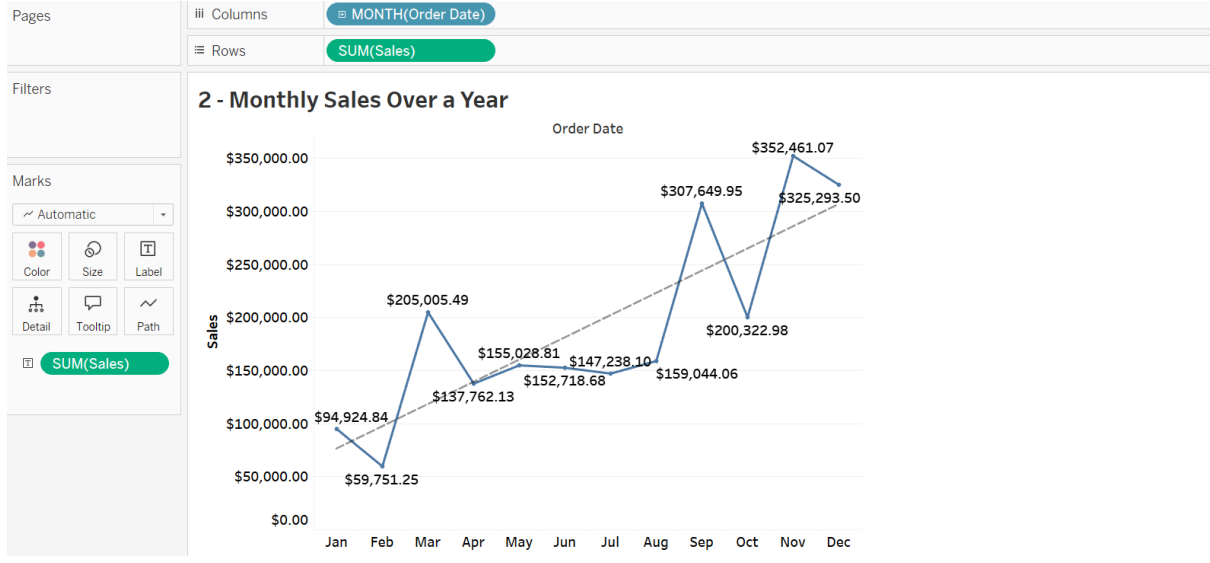 Pages
Columns
MONTH(Order Date)
Rows
SUM(Sales)
Filters
Marks
Automatic
Color Size Label
Detail Tooltip Path
SUM(Sales)
2 - Monthly Sales Over a Year
Order Date
Sales
$350,000.00
$300,000.00
$250,000.00
$200,000.00
$150,000.00
$100,000.00
$50,000.00
$0.00
$94,924.84
$59,751.25
$205,005.49
$137,762.13
$155,028.81
$152,718.68
$147,238.10
$159,044.06
$307,649.95
$200,322.98
$352,461.07
$325,293.50
Jan Feb Mar Apr May Jun Jul Aug Sep Oct Nov Dec